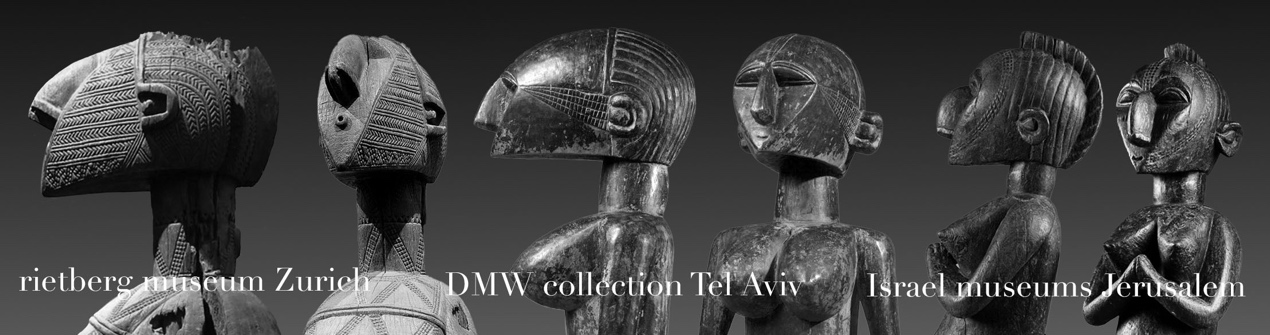 rietberg museum Zurich
DMW collection Tel Aviv
Israel museums Jerusalem